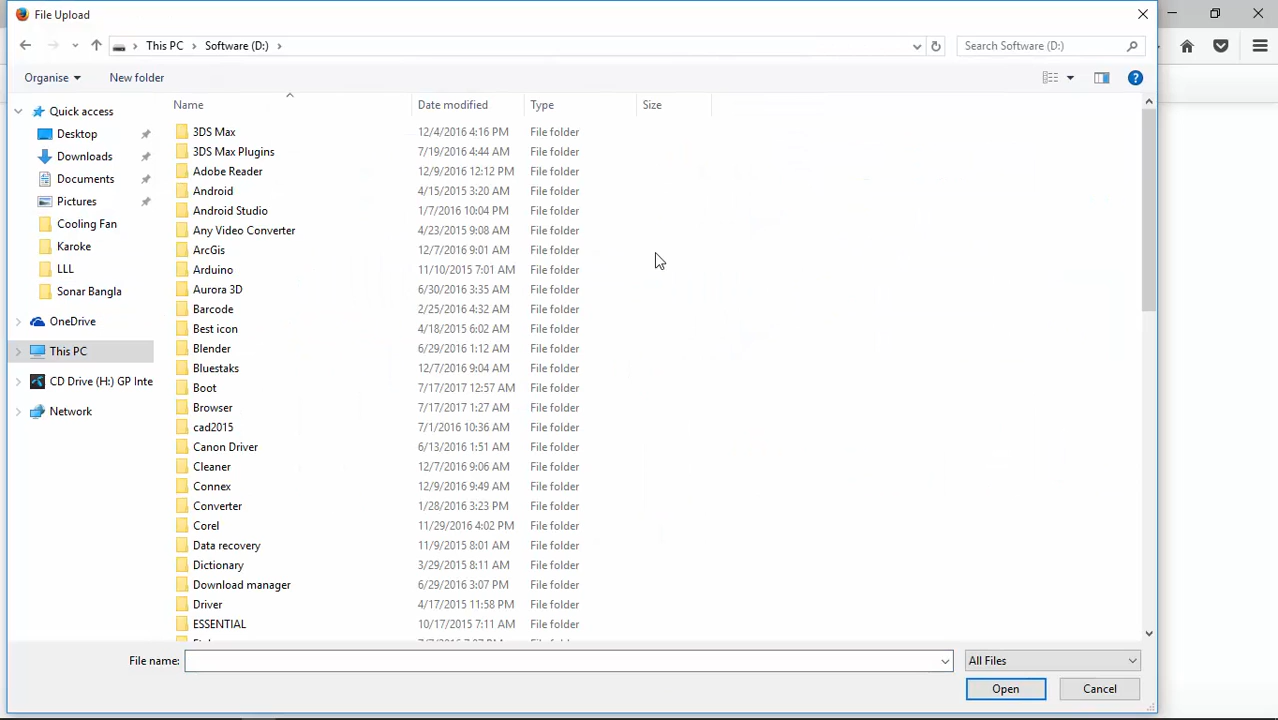 File Upload
This PC
Software (D:)
Search Software (D:)
Organise
New folder
Quick access
Desktop
Downloads
Documents
Pictures
Cooling Fan
Karoke
LLL
Sonar Bangla
OneDrive
This PC
CD Drive (H:) GP Inte
Network
Name Date modified Type Size
3DS Max 12/4/2016 4:16 PM File folder
3DS Max Plugins 7/19/2016 4:44 AM File folder
Adobe Reader 12/9/2016 12:12 PM File folder
Android 4/15/2015 3:20 AM File folder
Android Studio 1/7/2016 10:04 PM File folder
Any Video Converter 4/23/2015 9:08 AM File folder
ArcGis 12/7/2016 9:01 AM File folder
Arduino 11/10/2015 7:01 AM File folder
Aurora 3D 6/30/2016 3:35 AM File folder
Barcode 2/25/2016 4:32 AM File folder
Best icon 4/18/2015 6:02 AM File folder
Blender 6/29/2016 1:12 AM File folder
Bluestaks 12/7/2016 9:04 AM File folder
Boot 7/17/2017 12:57 AM File folder
Browser 7/17/2017 1:27 AM File folder
cad2015 7/1/2016 10:36 AM File folder
Canon Driver 6/13/2016 1:51 AM File folder
Cleaner 12/7/2016 9:06 AM File folder
Connex 12/9/2016 9:49 AM File folder
Converter 1/28/2016 3:23 PM File folder
Corel 11/29/2016 4:02 PM File folder
Data recovery 11/9/2015 8:01 AM File folder
Dictionary 3/29/2015 8:11 AM File folder
Download manager 6/29/2016 3:07 PM File folder
Driver 4/17/2015 11:58 PM File folder
ESSENTIAL 10/17/2015 7:11 AM File folder
File name:
All Files
Open
Cancel